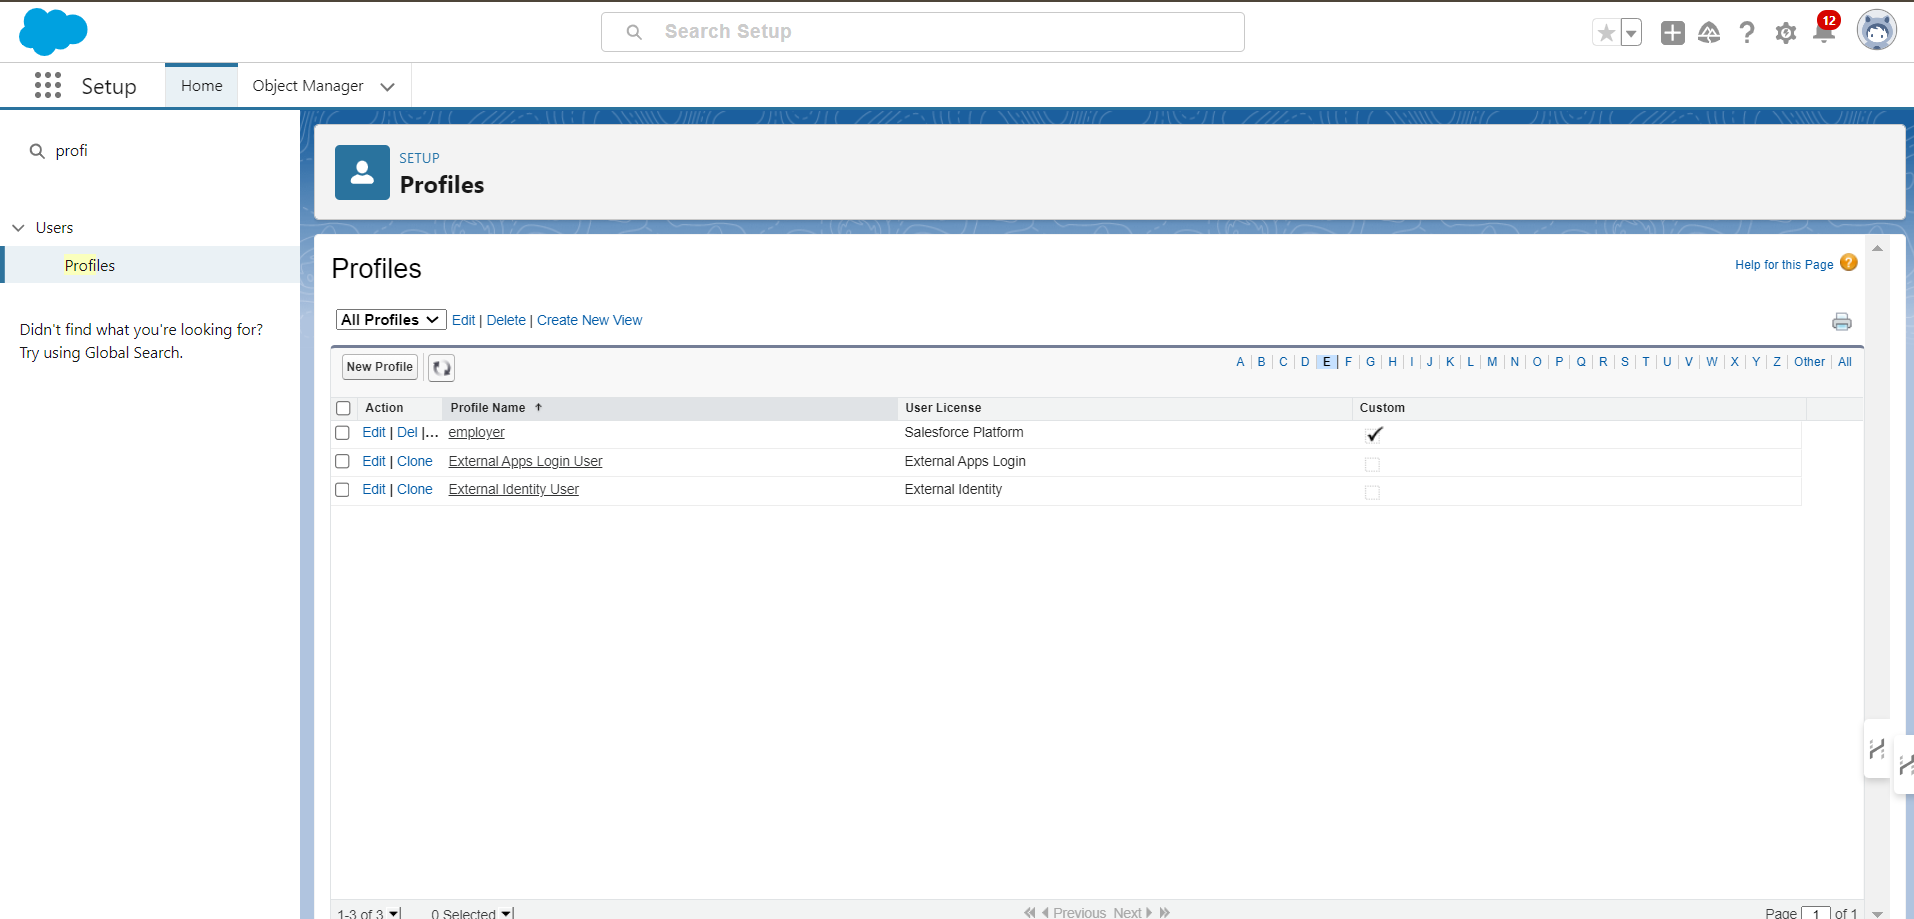 Search Setup
12
Setup
Home
Object Manager
profi
Users
Profiles
Didn't find what you're looking for?
Try using Global Search.
SETUP
Profiles
Profiles
Help for this Page ?
All Profiles Edit | Delete | Create New View
New Profile
A B C D E F G H I J K L M N O P Q R S T U V W X Y Z Other All
Action Profile Name User License Custom
Edit | Del |... employer Salesforce Platform
Edit | Clone External Apps Login User External Apps Login
Edit | Clone External Identity User External Identity
1-3 of 3 0 Selected Previous Next Page 1 of 1